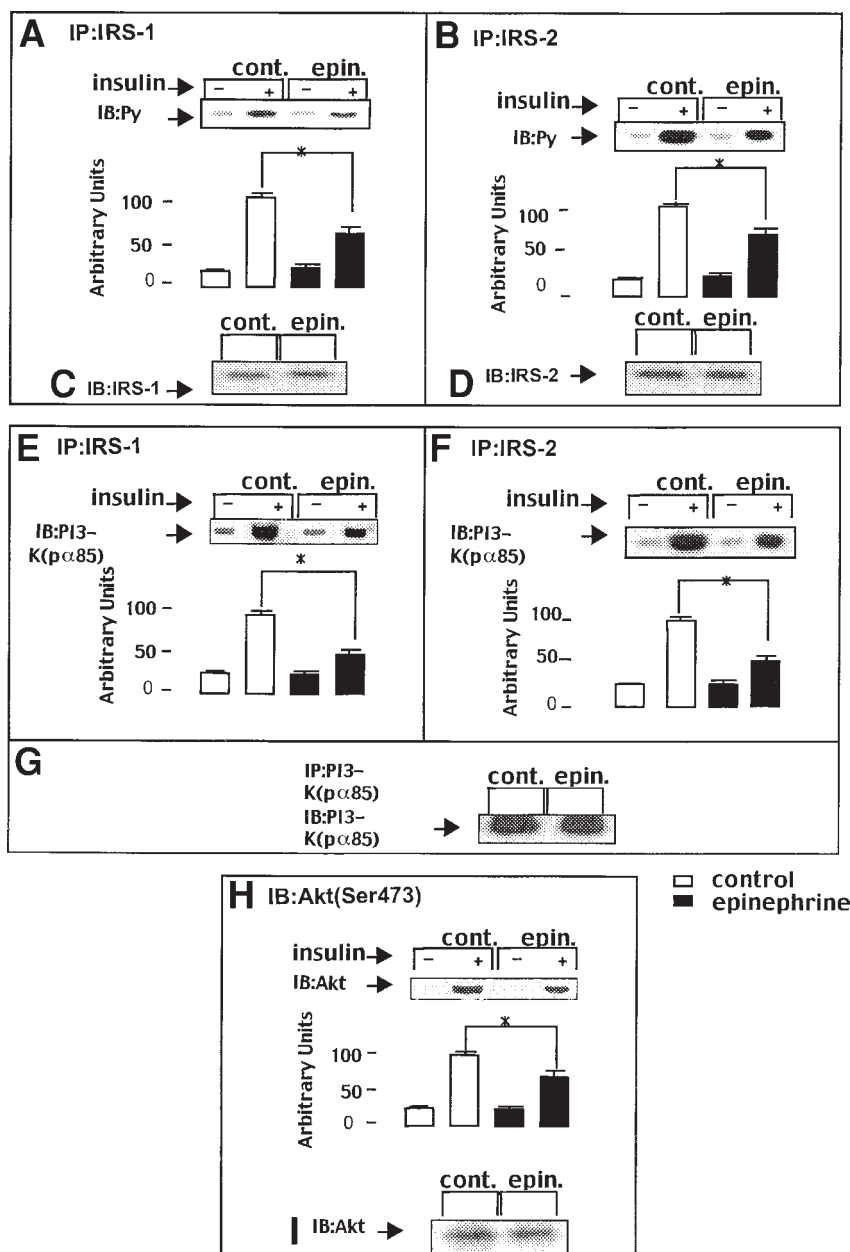 A IP:IRS-1
cont. epin.
insulin
− + − +
IB:Py
*
Arbitrary Units
100
50
0
cont. epin.
C IB:IRS-1
B IP:IRS-2
cont. epin.
insulin
− + − +
IB:Py
*
Arbitrary Units
100
50
0
cont. epin.
D IB:IRS-2
E IP:IRS-1
cont. epin.
insulin
− + − +
IB:PI3−
K(pα85)
*
Arbitrary Units
100
50
0
F IP:IRS-2
cont. epin.
insulin
− + − +
IB:PI3−
K(pα85)
*
Arbitrary Units
100
50
0
G
IP:PI3−
K(pα85)
IB:PI3−
K(pα85)
cont. epin.
control
epinephrine
H IB:Akt(Ser473)
cont. epin.
insulin
− + − +
IB:Akt
*
Arbitrary Units
100
50
0
cont. epin.
I IB:Akt